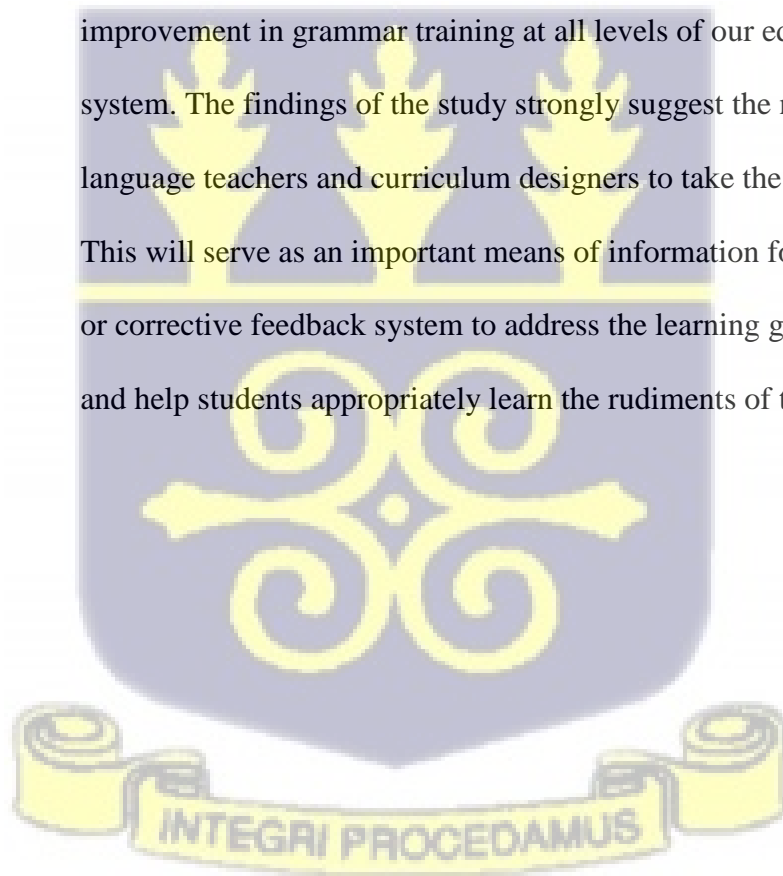 improvement in grammar training at all levels of our
system. The findings of the study strongly suggest the
language teachers and curriculum designers to take the
This will serve as an important means of information
or corrective feedback system to address the learning
and help students appropriately learn the rudiments of
INTEGRI PROCEDAMUS